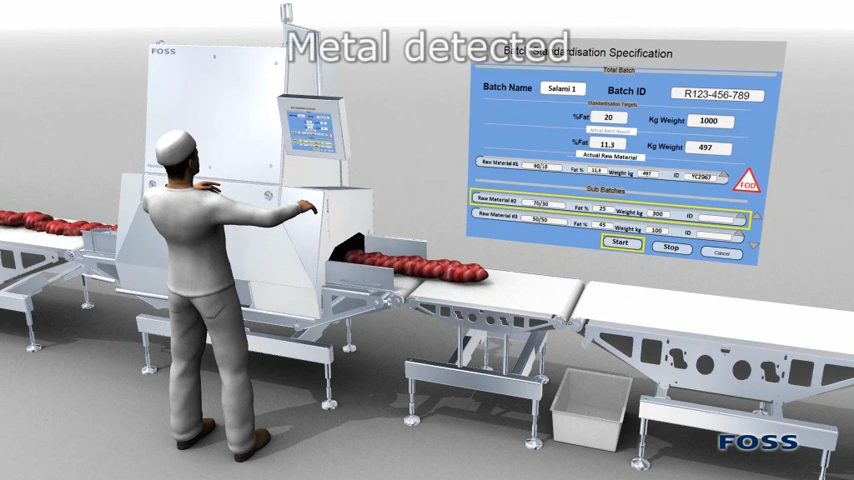 Metal detected
FOSS
Batch Standardisation Specification
Total Batch
Batch Name Salami 1 Batch ID R123-456-789
Standardisation Targets
%Fat 20 Kg Weight 1000
Actual Batch Result
%Fat 11,3 Kg Weight 497
Actual Raw Material
Raw Material #1 90/10 Fat % 11,9 Weight kg 497 ID YC2967
FOD
Sub Batches
Raw Material #2 70/30 Fat % 25 Weight kg 300 ID
Raw Material #3 50/50 Fat % 45 Weight kg 100 ID
Start Stop Cancel
FOSS